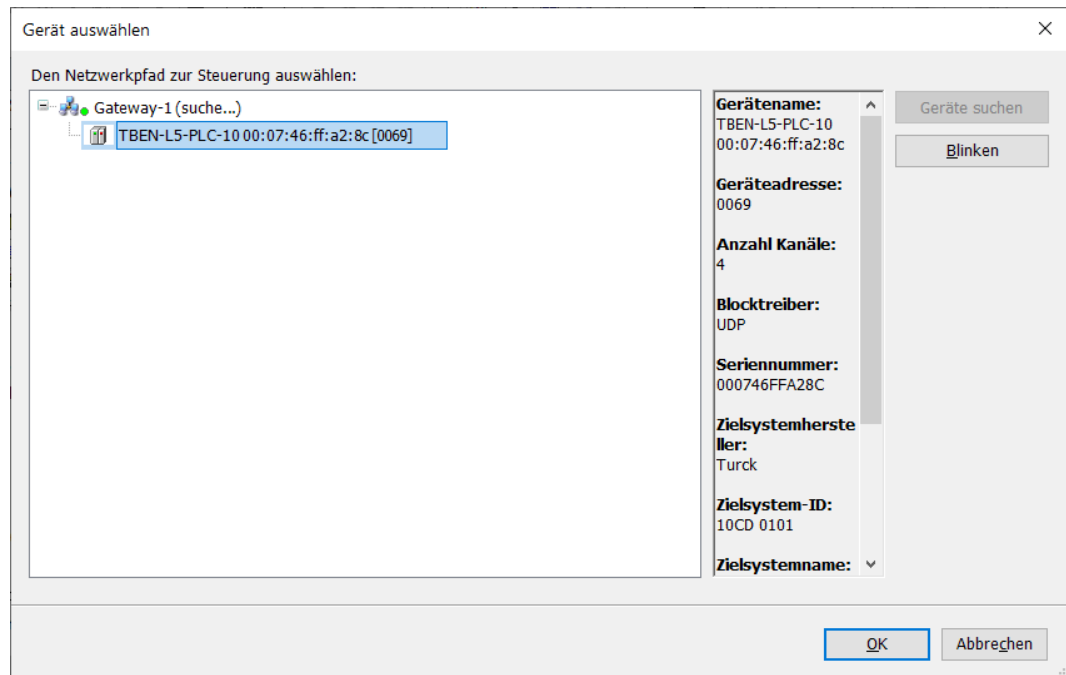 Gerät auswählen
Den Netzwerkpfad zur Steuerung auswählen:
Gateway-1 (suche...)
TBEN-L5-PLC-10 00:07:46:ff:a2:8c [0069]
Gerätename:
TBEN-L5-PLC-10
00:07:46:ff:a2:8c
Geräteadresse:
0069
Anzahl Kanäle:
4
Blocktreiber:
UDP
Seriennummer:
000746FFA28C
Zielsystemherste
ller:
Turck
Zielsystem-ID:
10CD 0101
Zielsystemname:
Geräte suchen
Blinken
OK
Abbrechen